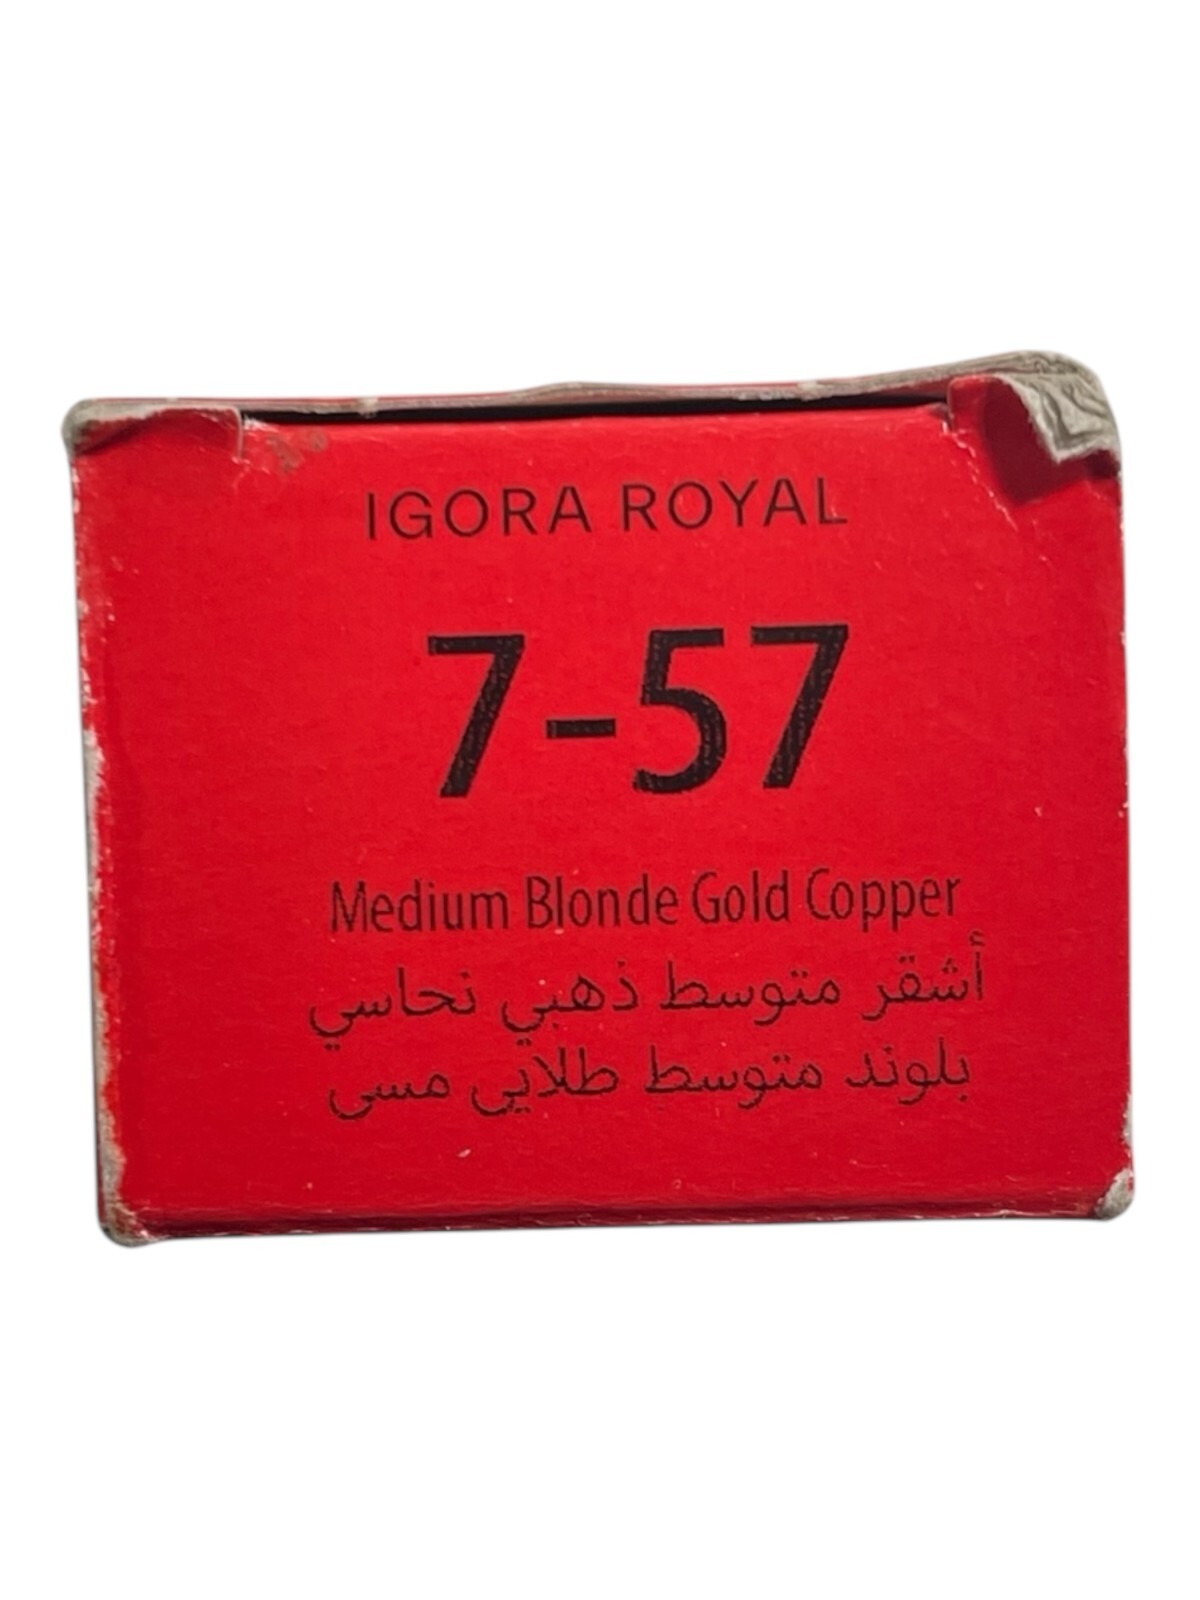 IGORA ROYAL
7-57
Medium Blonde Gold Copper
أشقر متوسط ذهبي نحاسي
بلوند متوسط طلایی مسی